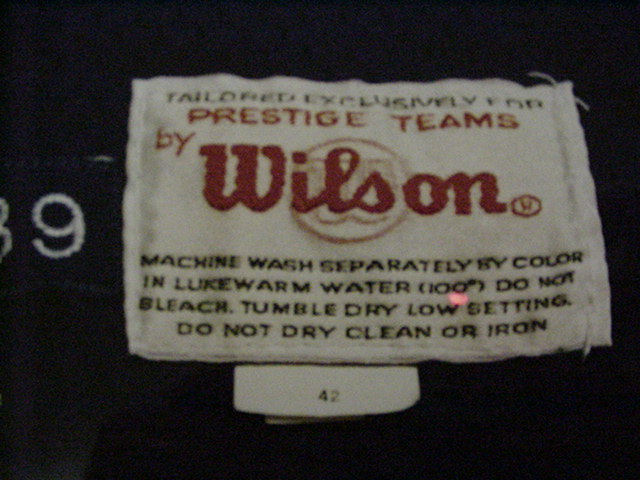 TAILORED EXCLUSIVELY FOR
PRESTIGE TEAMS
by
Wilson®
39
MACHINE WASH SEPARATELY BY COLOR
IN LUKEWARM WATER (100°) DO NOT
BLEACH. TUMBLE DRY LOW SETTING.
DO NOT DRY CLEAN OR IRON
42